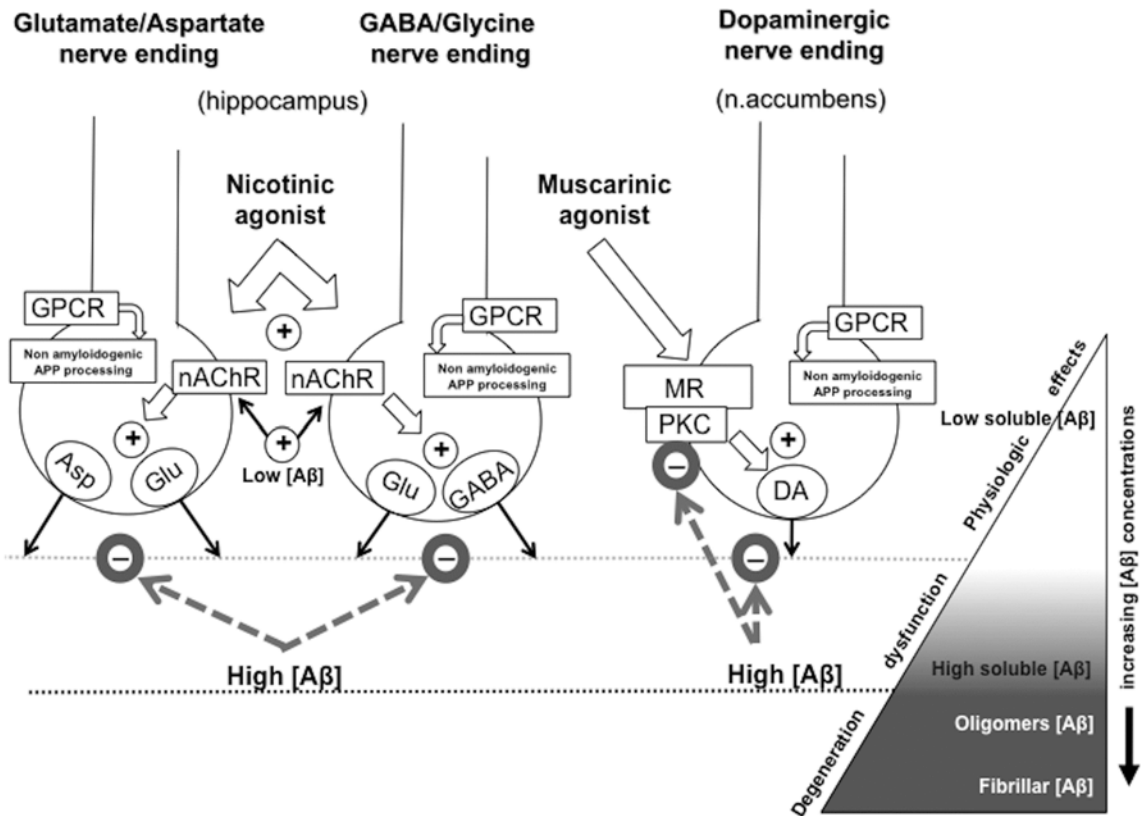 Glutamate/Aspartate
nerve ending
GABA/Glycine
nerve ending
Dopaminergic
nerve ending
(hippocampus)
(n.accumbens)
Nicotinic
agonist
Muscarinic
agonist
GPCR
Non amyloidogenic
APP processing
nAChR
+
Asp
Glu
+
+
Low [Aβ]
nAChR
GPCR
Non amyloidogenic
APP processing
+
Glu
GABA
MR
PKC
−
GPCR
Non amyloidogenic
APP processing
+
DA
−
−
−
High [Aβ]
High [Aβ]
Physiologic effects
dysfunction
Degeneration
Low soluble [Aβ]
High soluble [Aβ]
Oligomers [Aβ]
Fibrillar [Aβ]
increasing [Aβ] concentrations